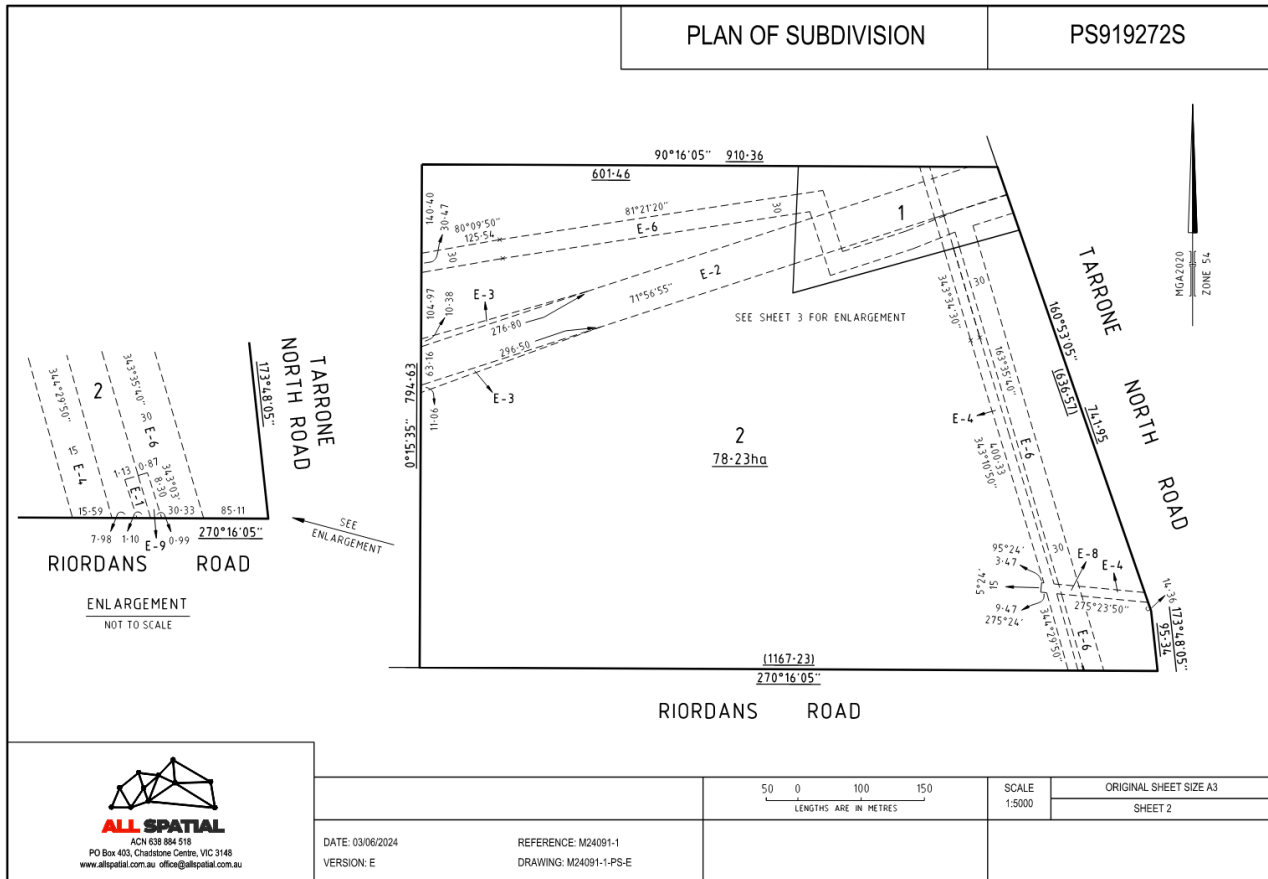 PLAN OF SUBDIVISION
PS919272S
90°16'05" 910·36
601·46
140·40
30·47
80°09'50"
125·54
81°21'20"
E-6
30
30
1
E-2
71°56'55"
104·97
10·38
E-3
276·80
296·50
63·16
11·06
E-3
0°15'35" 794·63
SEE SHEET 3 FOR ENLARGEMENT
343°34'30"
30
163°35'40"
E-4
E-6
400·33
343°10'50"
2
78·23ha
160°53'05"
(636·57)
741·95
TARRONE NORTH ROAD
MGA2020
ZONE 54
30
95°24'
3·47
15
5°24'
9·47
275°24'
E-8
E-4
275°23'50"
344°29'50"
E-6
14·36
173°48'05"
95·34
(1167·23)
270°16'05"
RIORDANS ROAD
344°29'50"
2
343°35'40"
30
E-6
173°48'05"
TARRONE
NORTH ROAD
15
E-4
1·13
0·87
E-1
8·30
343°03'
15·59
30·33
85·11
7·98
1·10
E-9
0·99
270°16'05"
RIORDANS ROAD
SEE
ENLARGEMENT
ENLARGEMENT
NOT TO SCALE
ALL SPATIAL
ACN 638 884 518
PO Box 403, Chadstone Centre, VIC 3148
www.allspatial.com.au office@allspatial.com.au
DATE: 03/06/2024
VERSION: E
REFERENCE: M24091-1
DRAWING: M24091-1-PS-E
50 0 100 150
LENGTHS ARE IN METRES
SCALE
1:5000
ORIGINAL SHEET SIZE A3
SHEET 2